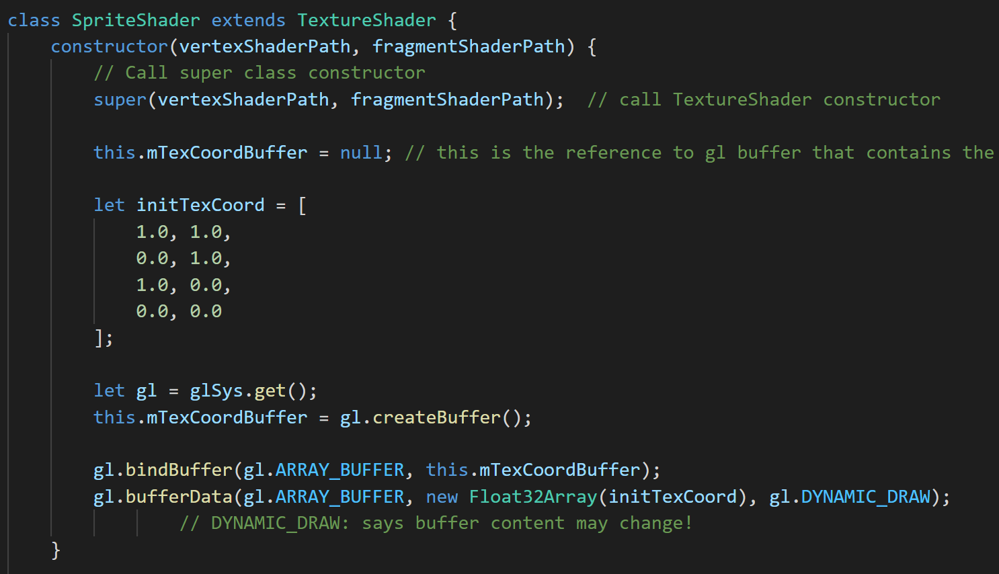 class SpriteShader extends TextureShader {
constructor(vertexShaderPath, fragmentShaderPath) {
// Call super class constructor
super(vertexShaderPath, fragmentShaderPath);  // call TextureShader constructor
this.mTexCoordBuffer = null; // this is the reference to gl buffer that contains the
let initTexCoord = [
1.0, 1.0,
0.0, 1.0,
1.0, 0.0,
0.0, 0.0
];
let gl = glSys.get();
this.mTexCoordBuffer = gl.createBuffer();
gl.bindBuffer(gl.ARRAY_BUFFER, this.mTexCoordBuffer);
gl.bufferData(gl.ARRAY_BUFFER, new Float32Array(initTexCoord), gl.DYNAMIC_DRAW);
// DYNAMIC_DRAW: says buffer content may change!
}